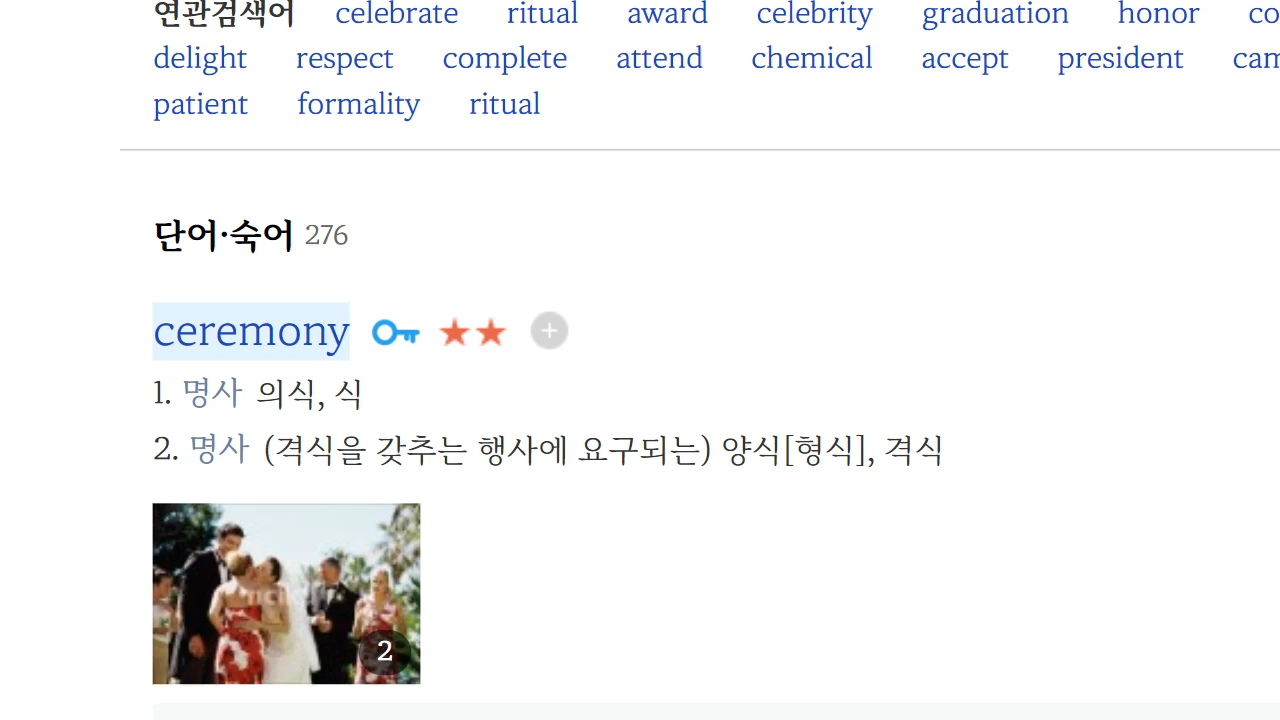 연관검색어 celebrate ritual award celebrity graduation honor co
delight respect complete attend chemical accept president cam
patient formality ritual
단어·숙어 276
ceremony
1. 명사 의식, 식
2. 명사 (격식을 갖추는 행사에 요구되는) 양식[형식], 격식
2